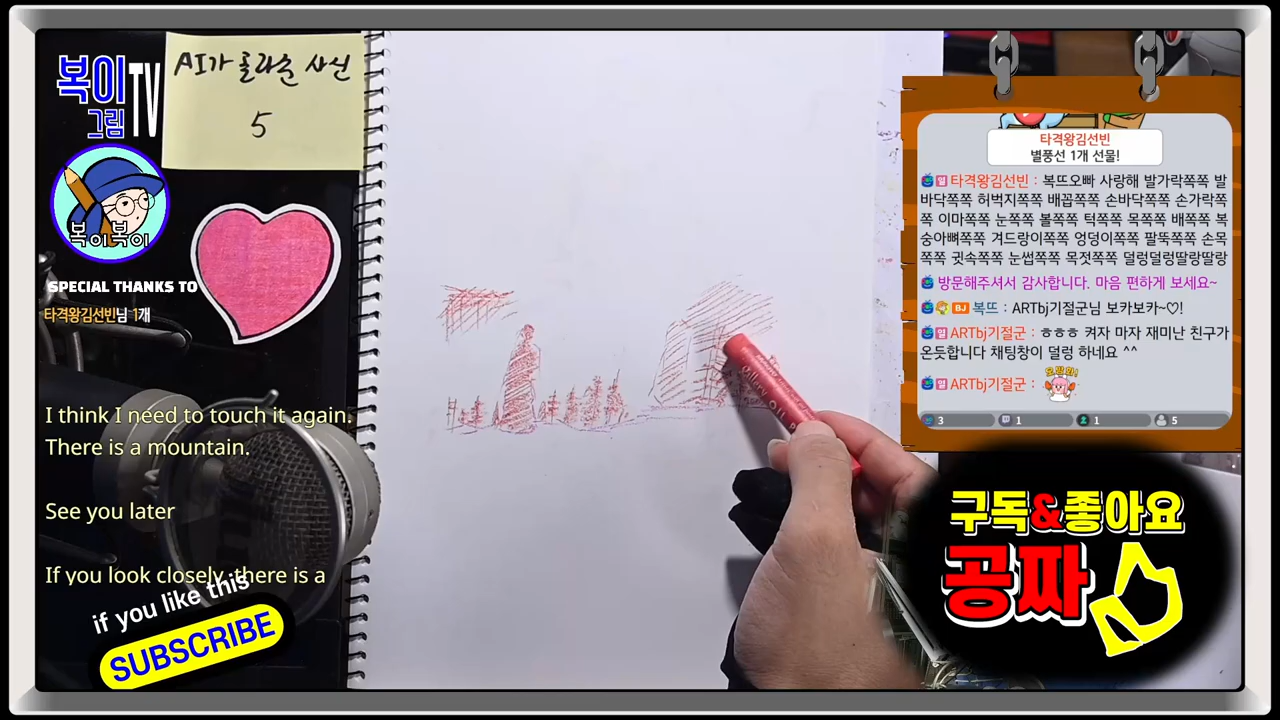 복이
그림
TV
AI가 골라준 사진
5
복이복이
SPECIAL THANKS TO
타격왕김선빈님 1개
I think I need to touch it again.
There is a mountain.
See you later
If you look closely, there is a
if you like this
SUBSCRIBE
타격왕김선빈
별풍선 1개 선물!
타격왕김선빈 : 복뜨오빠 사랑해 발가락쪽쪽 발
바닥쪽쪽 허벅지쪽쪽 배꼽쪽쪽 손바닥쪽쪽 손가락쪽
쪽 이마쪽쪽 눈쪽쪽 볼쪽쪽 턱쪽쪽 목쪽쪽 배쪽쪽 복
숭아뼈쪽쪽 겨드랑이쪽쪽 엉덩이쪽쪽 팔뚝쪽쪽 손목
쪽쪽 귓속쪽쪽 눈썹쪽쪽 목젓쪽쪽 덜렁덜렁딸랑딸랑
방문해주셔서 감사합니다. 마음 편하게 보세요~
BJ 복뜨 : ARTbj기절군님 보카보카~♡!
ARTbj기절군 : ㅎㅎㅎ 켜자 마자 재미난 친구가
온듯합니다 채팅창이 덜렁 하네요 ^^
ARTbj기절군 :
3 1 1 5
구독&좋아요
공짜